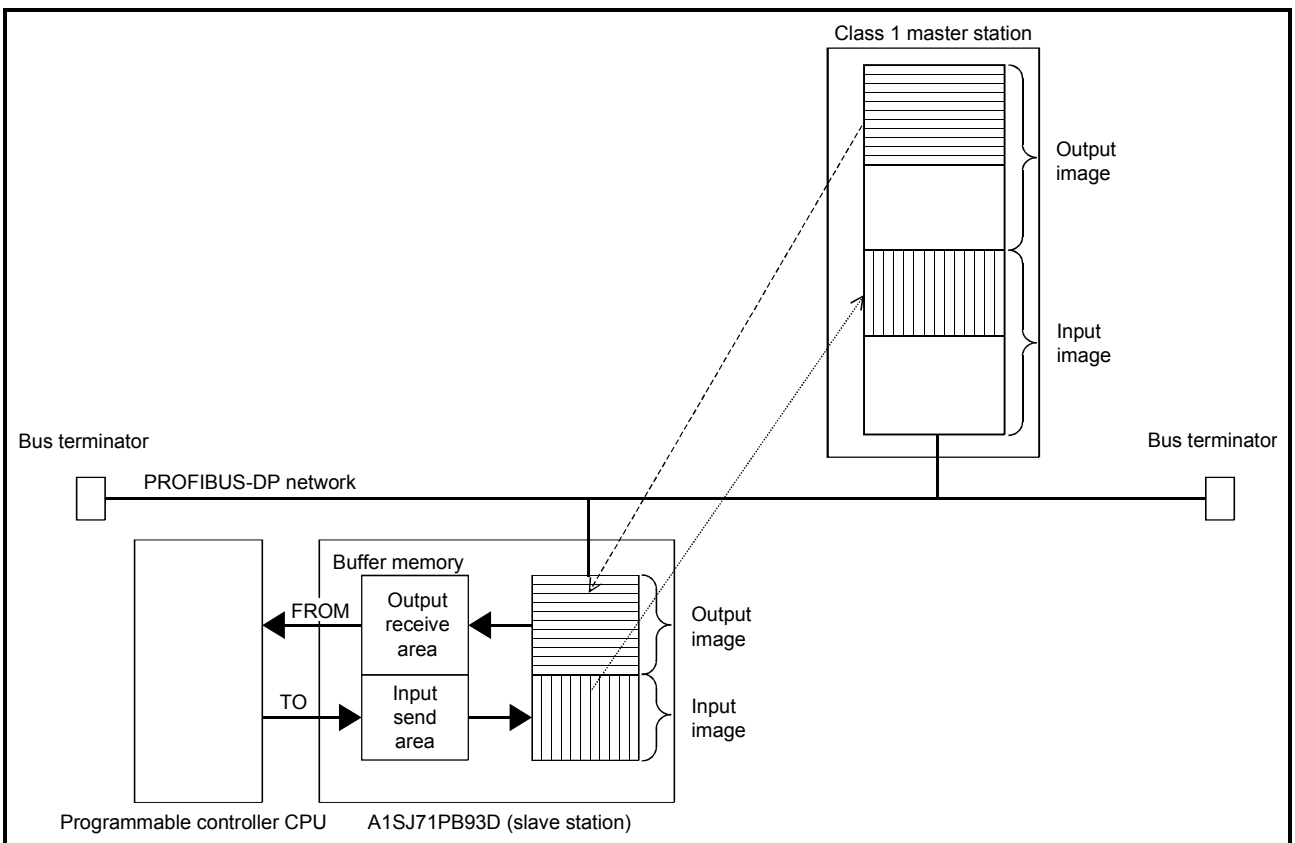 Class 1 master station
Output
image
Input
image
Bus terminator
Bus terminator
PROFIBUS-DP network
Buffer memory
FROM
Output
receive
area
Output
image
TO
Input
send
area
Input
image
Programmable controller CPU
A1SJ71PB93D (slave station)